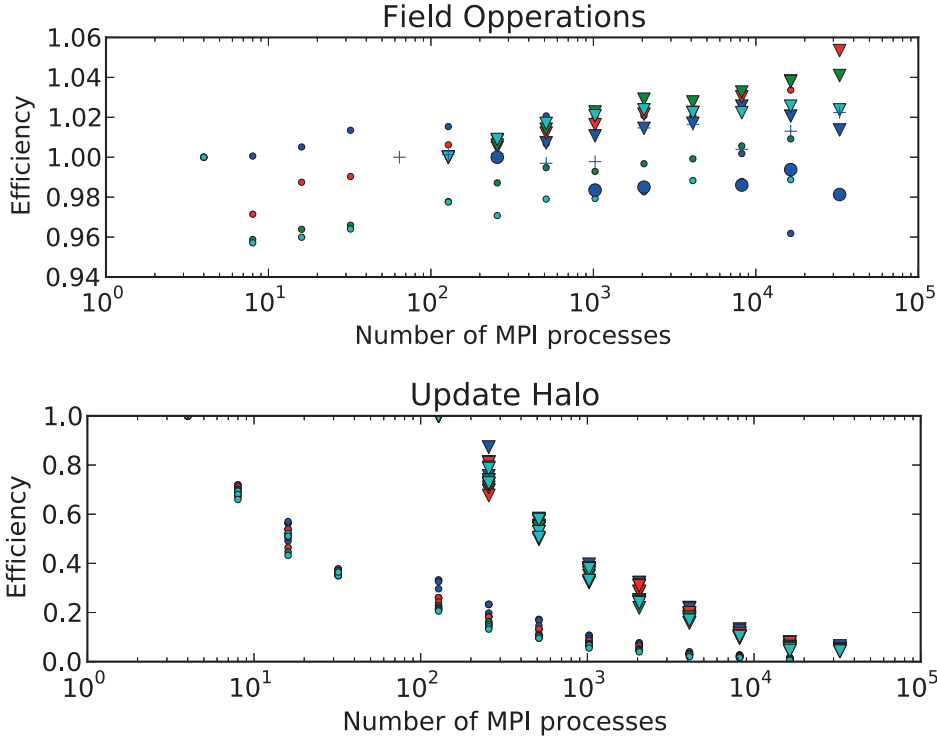 Field Opperations
1.06
1.04
1.02
1.00
0.98
0.96
0.94
Efficiency
10^0 10^1 10^2 10^3 10^4 10^5
Number of MPI processes
Update Halo
1.0
0.8
0.6
0.4
0.2
0.0
Efficiency
10^0 10^1 10^2 10^3 10^4 10^5
Number of MPI processes